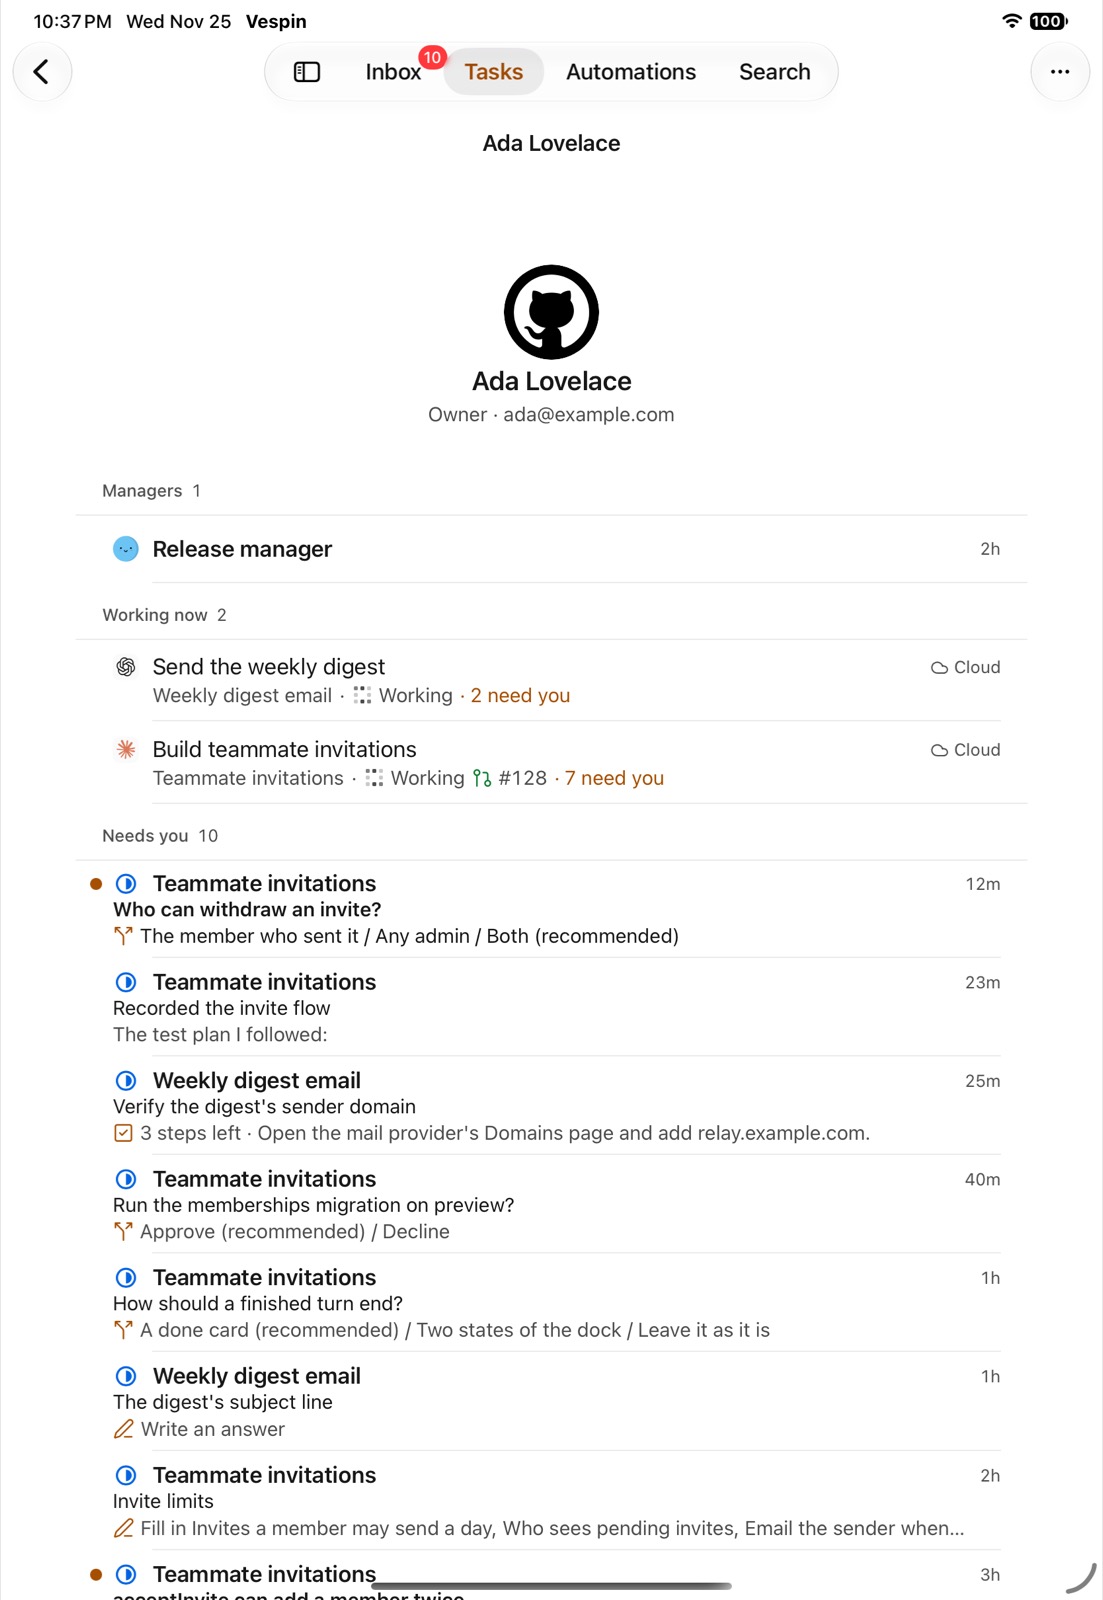 10:37 PM Wed Nov 25 Vespin
100
Inbox 10 Tasks Automations Search
Ada Lovelace
Ada Lovelace
Owner · ada@example.com
Managers 1
Release manager 2h
Working now 2
Send the weekly digest Cloud
Weekly digest email · Working · 2 need you
Build teammate invitations Cloud
Teammate invitations · Working #128 · 7 need you
Needs you 10
Teammate invitations 12m
Who can withdraw an invite?
The member who sent it / Any admin / Both (recommended)
Teammate invitations 23m
Recorded the invite flow
The test plan I followed:
Weekly digest email 25m
Verify the digest's sender domain
3 steps left · Open the mail provider's Domains page and add relay.example.com.
Teammate invitations 40m
Run the memberships migration on preview?
Approve (recommended) / Decline
Teammate invitations 1h
How should a finished turn end?
A done card (recommended) / Two states of the dock / Leave it as it is
Weekly digest email 1h
The digest's subject line
Write an answer
Teammate invitations 2h
Invite limits
Fill in Invites a member may send a day, Who sees pending invites, Email the sender when...
Teammate invitations 3h
acceptInvite can add a member twice